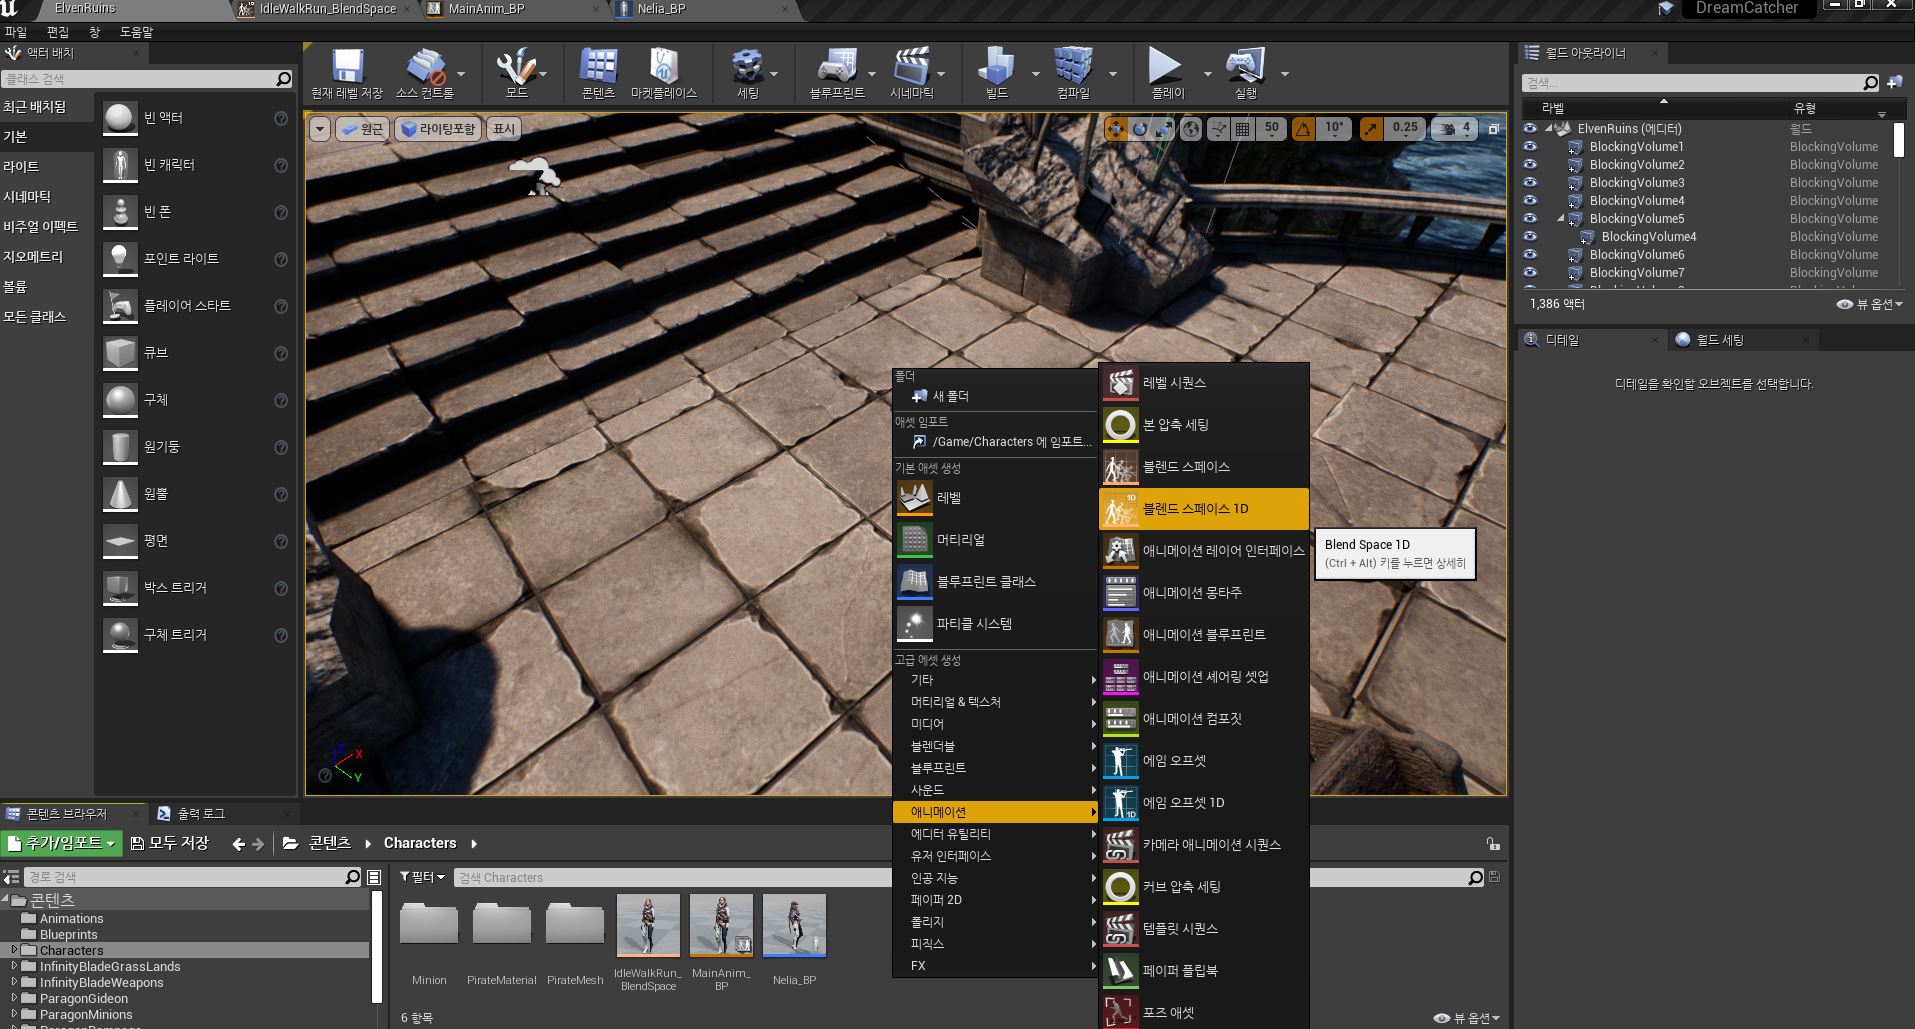 ElvenRuins
IdleWalkRun_BlendSpace
MainAnim_BP
Nelia_BP
DreamCatcher
파일 편집 창 도움말
액터 배치
클래스 검색
최근 배치됨
기본
라이트
시네마틱
비주얼 이펙트
지오메트리
볼륨
모든 클래스
빈 액터
빈 캐릭터
빈 폰
포인트 라이트
플레이어 스타트
큐브
구체
원기둥
원뿔
평면
박스 트리거
구체 트리거
현재 레벨 저장
소스 컨트롤
모드
콘텐츠
마켓플레이스
세팅
블루프린트
시네마틱
빌드
컴파일
플레이
실행
원근
라이팅포함
표시
50
10°
0.25
4
X
Y
Z
월드 아웃라이너
검색...
라벨
유형
ElvenRuins (에디터) 월드
BlockingVolume1 BlockingVolume
BlockingVolume2 BlockingVolume
BlockingVolume3 BlockingVolume
BlockingVolume4 BlockingVolume
BlockingVolume5 BlockingVolume
BlockingVolume4 BlockingVolume
BlockingVolume6 BlockingVolume
BlockingVolume7 BlockingVolume
1,386 액터
뷰 옵션
디테일
월드 세팅
디테일을 확인할 오브젝트를 선택합니다.
폴더
새 폴더
애셋 임포트
/Game/Characters 에 임포트...
기본 애셋 생성
레벨
머티리얼
블루프린트 클래스
파티클 시스템
고급 에셋 생성
기타
머티리얼 & 텍스처
미디어
블렌더블
블루프린트
사운드
애니메이션
에디터 유틸리티
유저 인터페이스
인공 지능
페이퍼 2D
폴리지
피직스
FX
레벨 시퀀스
본 압축 세팅
블렌드 스페이스
1D
블렌드 스페이스 1D
애니메이션 레이어 인터페이스
애니메이션 몽타주
애니메이션 블루프린트
애니메이션 셰어링 셋업
애니메이션 컴포짓
에임 오프셋
에임 오프셋 1D
1D
카메라 애니메이션 시퀀스
커브 압축 세팅
템플릿 시퀀스
페이퍼 플립북
포즈 애셋
Blend Space 1D
(Ctrl + Alt) 키를 누르면 상세히
콘텐츠 브라우저
출력 로그
추가/임포트
모두 저장
콘텐츠
Characters
경로 검색
필터
검색 Characters
콘텐츠
Animations
Blueprints
Characters
InfinityBladeGrassLands
InfinityBladeWeapons
ParagonGideon
ParagonMinions
Minion
PirateMaterial
PirateMesh
IdleWalkRun_
BlendSpace
MainAnim_
BP
Nelia_BP
6 항목
뷰 옵션